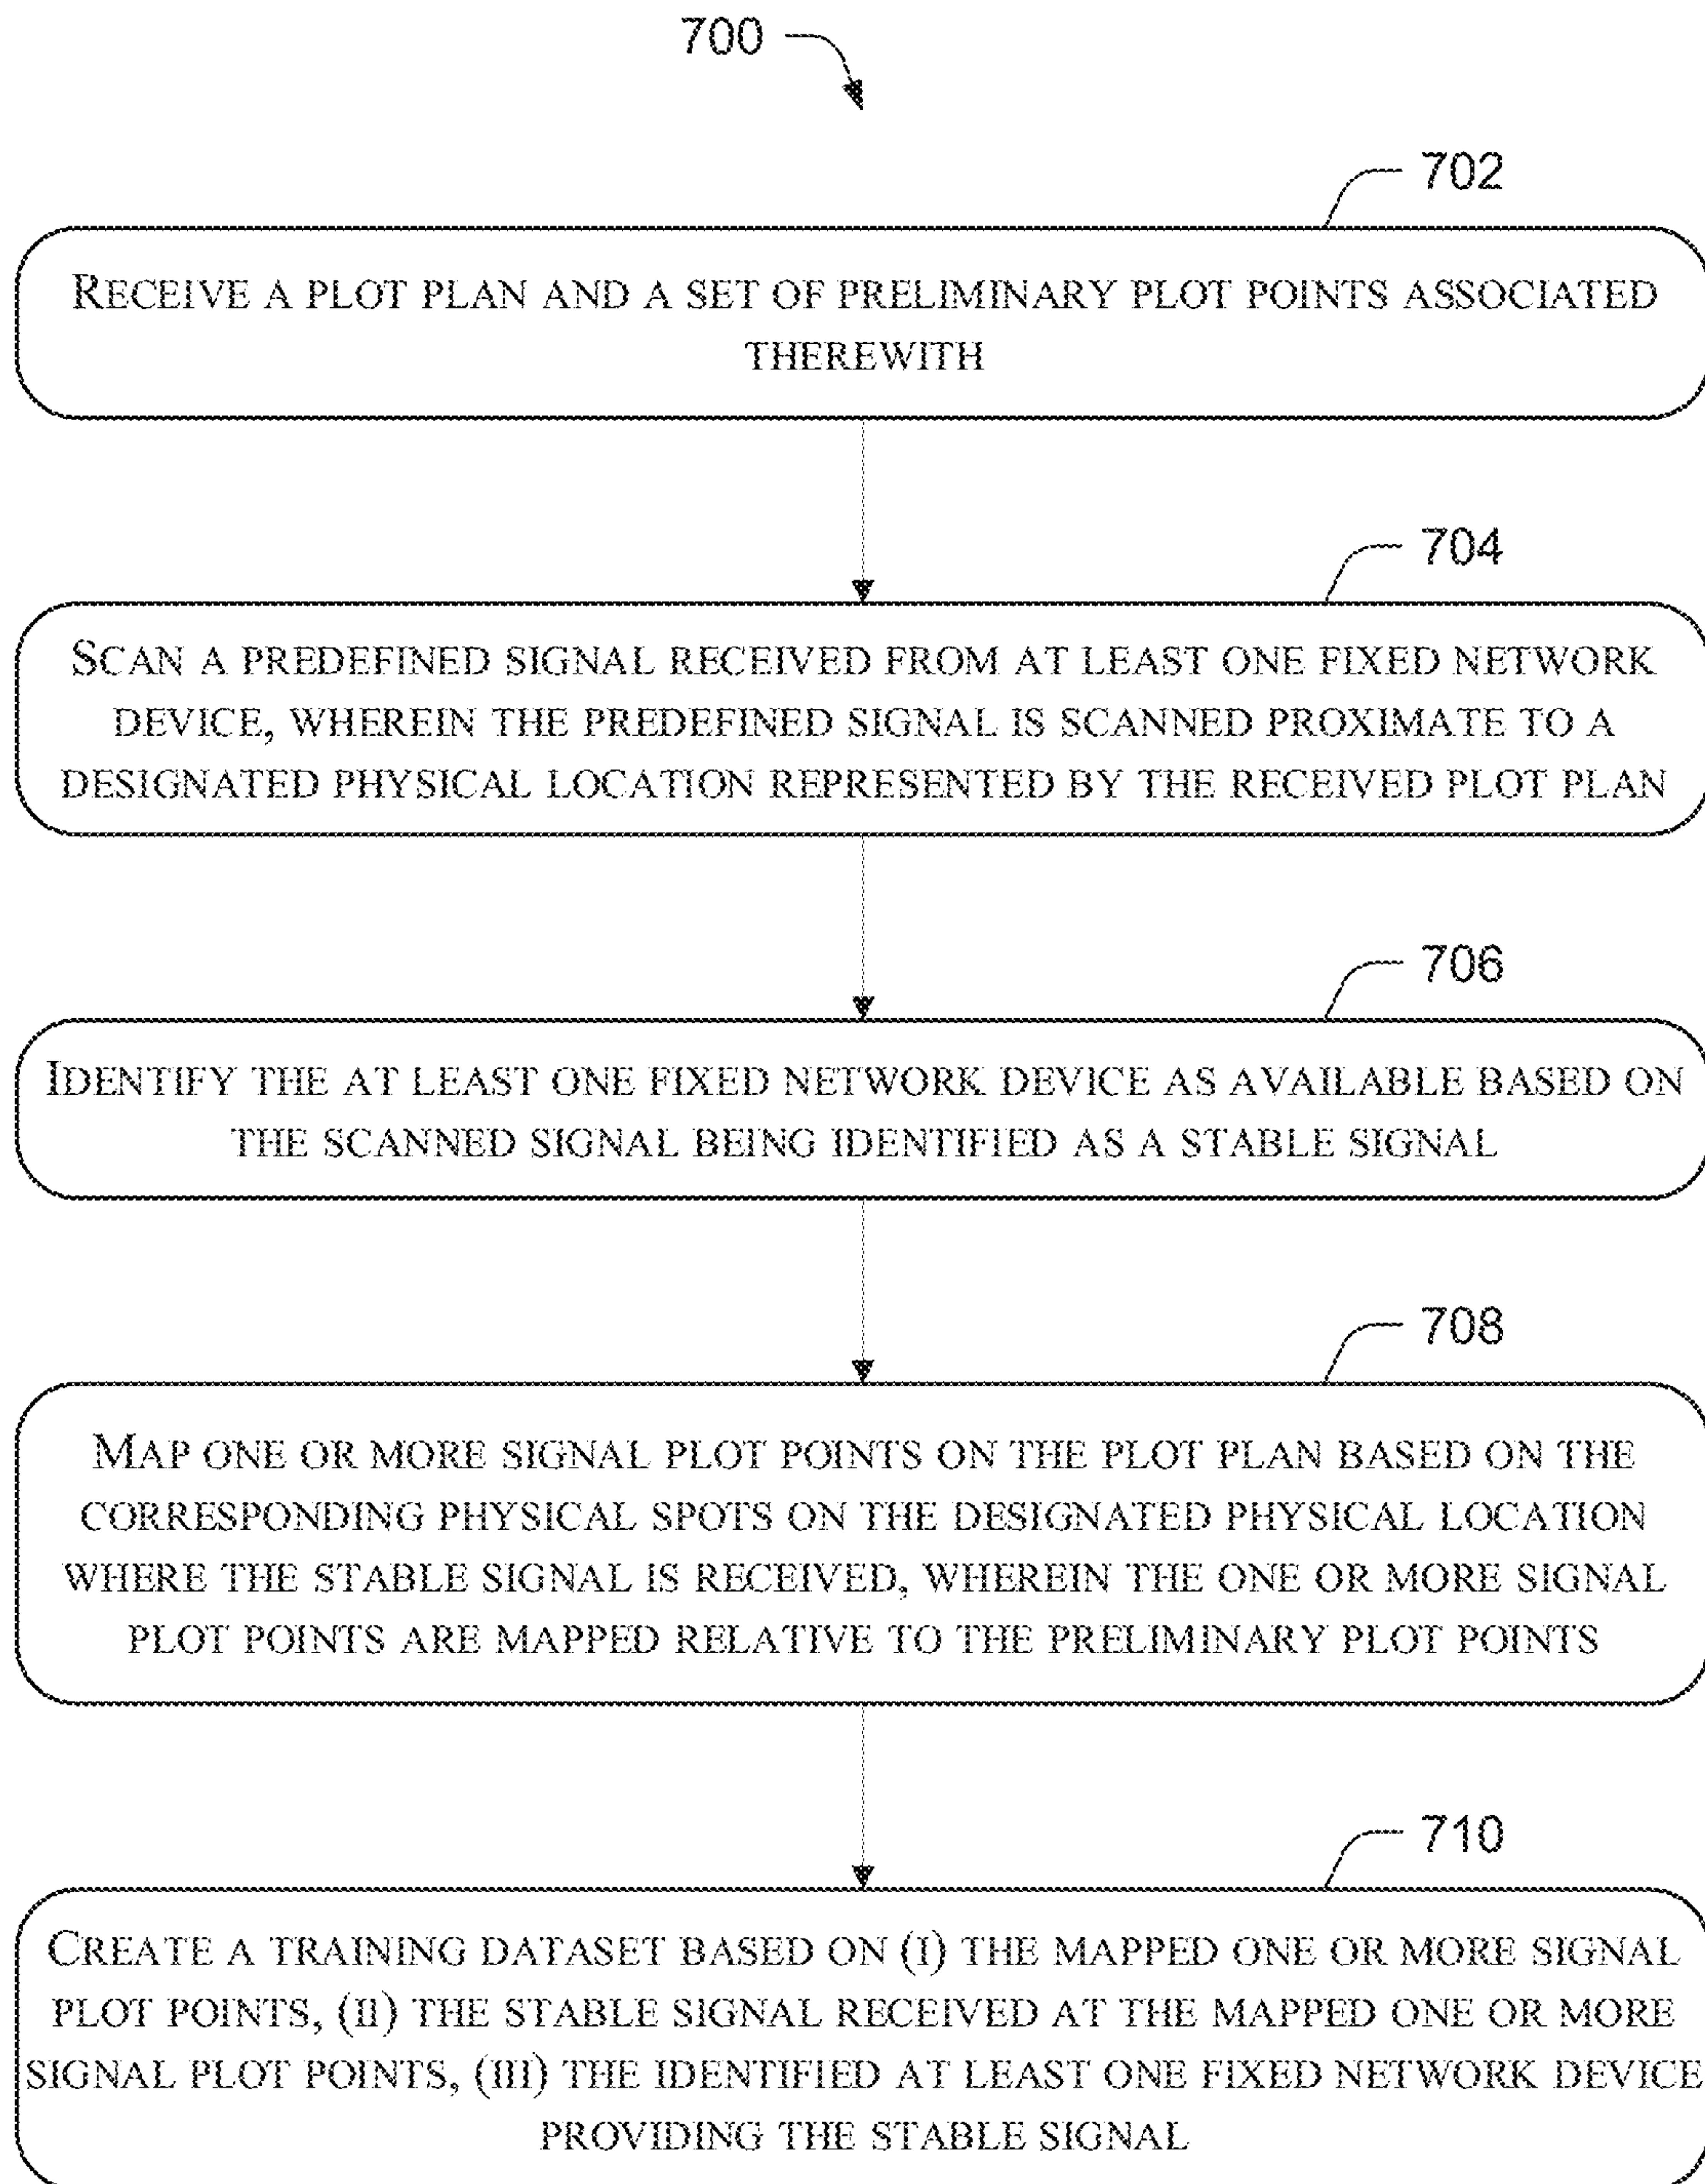 700
702
RECEIVE A PLOT PLAN AND A SET OF PRELIMINARY PLOT POINTS ASSOCIATED
THEREWITH
704
SCAN A PREDEFINED SIGNAL RECEIVED FROM AT LEAST ONE FIXED NETWORK
DEVICE, WHEREIN THE PREDEFINED SIGNAL IS SCANNED PROXIMATE TO A
DESIGNATED PHYSICAL LOCATION REPRESENTED BY THE RECEIVED PLOT PLAN
706
IDENTIFY THE AT LEAST ONE FIXED NETWORK DEVICE AS AVAILABLE BASED ON
THE SCANNED SIGNAL BEING IDENTIFIED AS A STABLE SIGNAL
708
MAP ONE OR MORE SIGNAL PLOT POINTS ON THE PLOT PLAN BASED ON THE
CORRESPONDING PHYSICAL SPOTS ON THE DESIGNATED PHYSICAL LOCATION
WHERE THE STABLE SIGNAL IS RECEIVED, WHEREIN THE ONE OR MORE SIGNAL
PLOT POINTS ARE MAPPED RELATIVE TO THE PRELIMINARY PLOT POINTS
710
CREATE A TRAINING DATASET BASED ON (I) THE MAPPED ONE OR MORE SIGNAL
PLOT POINTS, (II) THE STABLE SIGNAL RECEIVED AT THE MAPPED ONE OR MORE
SIGNAL PLOT POINTS, (III) THE IDENTIFIED AT LEAST ONE FIXED NETWORK DEVICE
PROVIDING THE STABLE SIGNAL